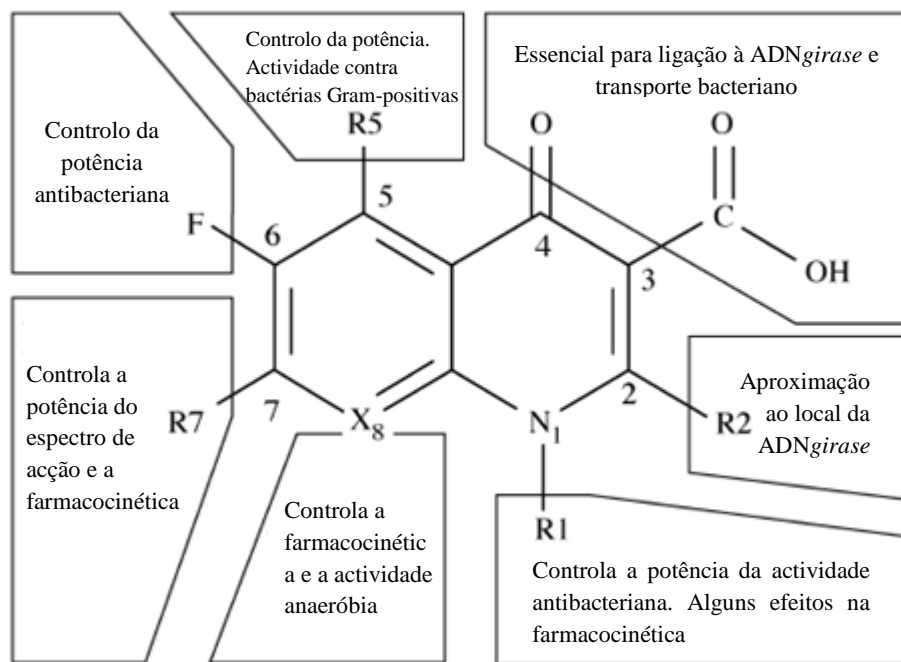 Controlo da potência.
Actividade contra
bactérias Gram-positivas
Essencial para ligação à ADNgirase e
transporte bacteriano
Controlo da
potência
antibacteriana
R5
O
O
5
F
6
4
C
3
OH
Controla a
potência do
espectro de
acção e a
farmacocinética
R7
7
X8
N1
2
R2
Aproximação
ao local da
ADNgirase
R1
Controla a
farmacocinétic
a e a actividade
anaeróbia
Controla a potência da actividade
antibacteriana. Alguns efeitos na
farmacocinética